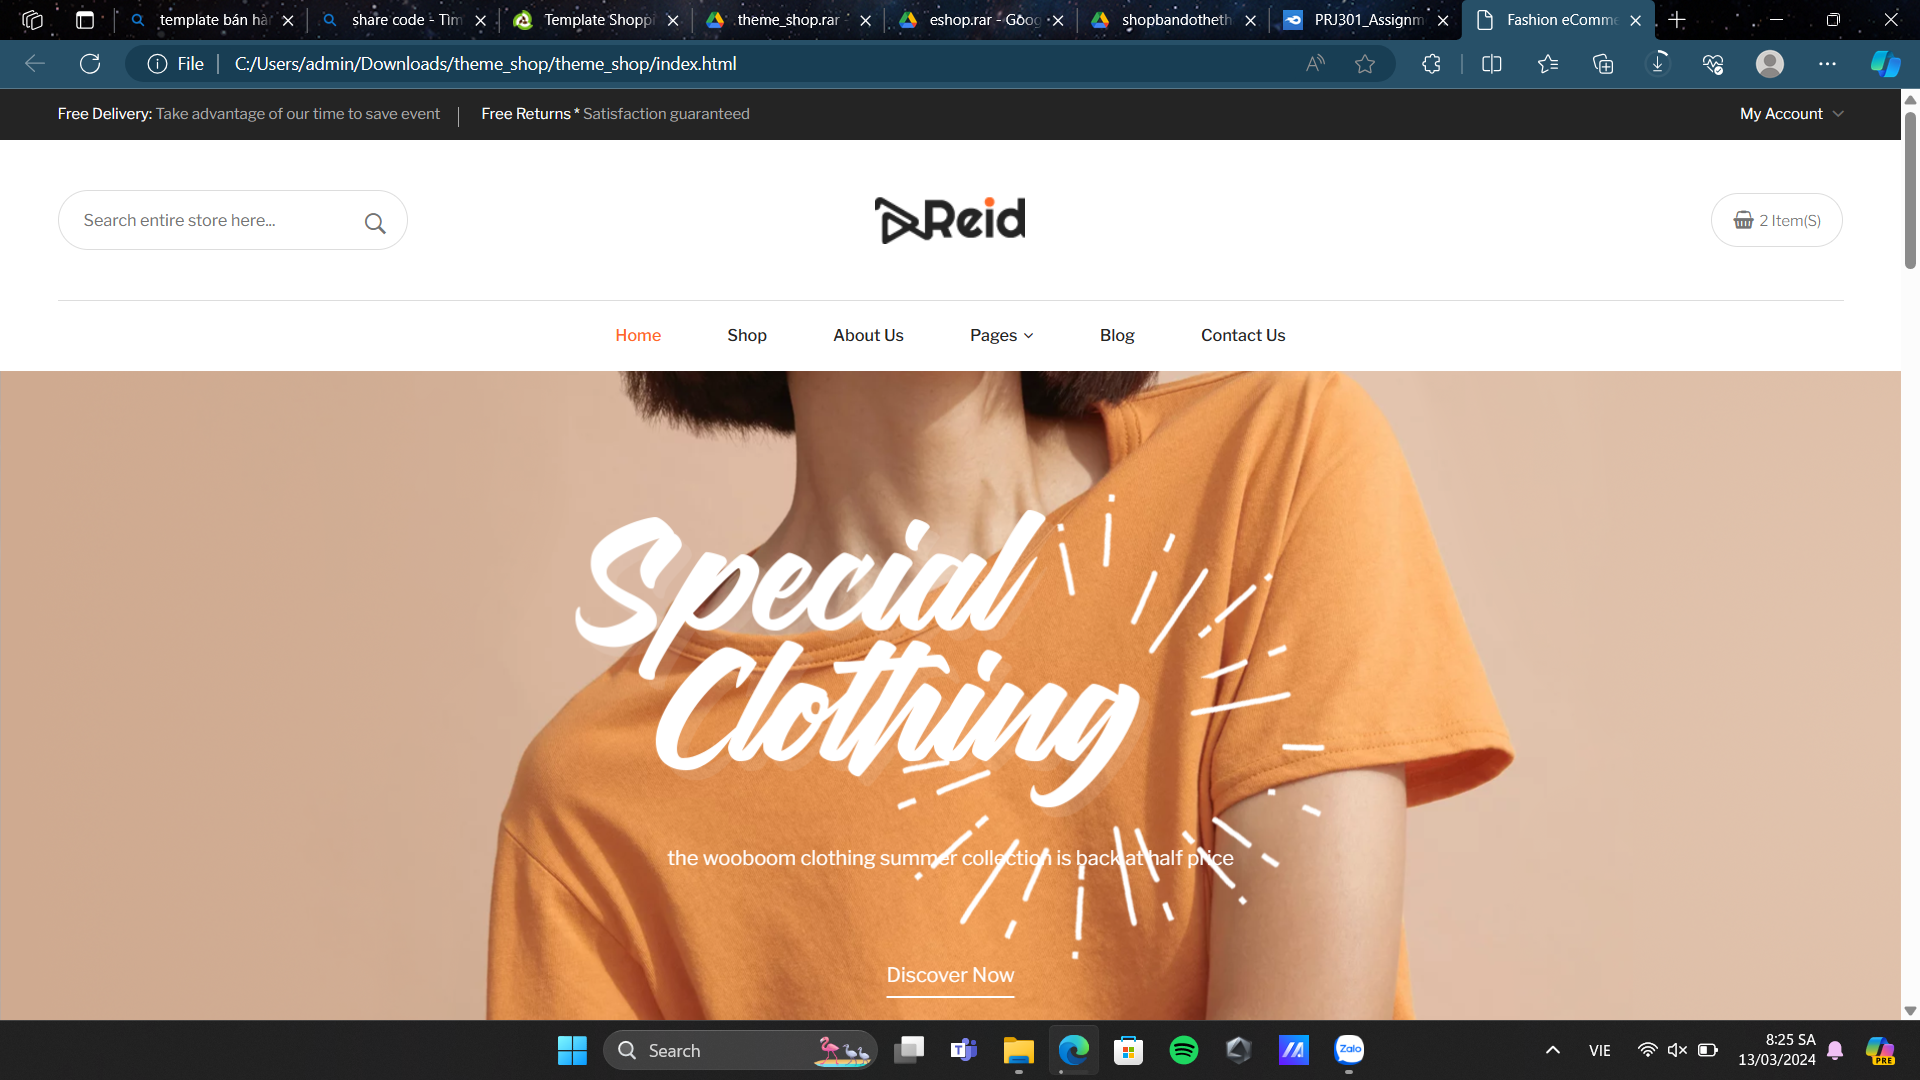 template bán hà
share code - Tìm
Template Shoppi
theme_shop.rar
eshop.rar - Goog
shopbandotheth
PRJ301_Assignm
Fashion eComme
File
C:/Users/admin/Downloads/theme_shop/theme_shop/index.html
Free Delivery: Take advantage of our time to save event
Free Returns * Satisfaction guaranteed
My Account
Search entire store here...
Reid
2 Item(S)
Home
Shop
About Us
Pages
Blog
Contact Us
Special
Clothing
the wooboom clothing summer collection is back at half price
Discover Now
Search
Zalo
VIE
8:25 SA
13/03/2024
PRE